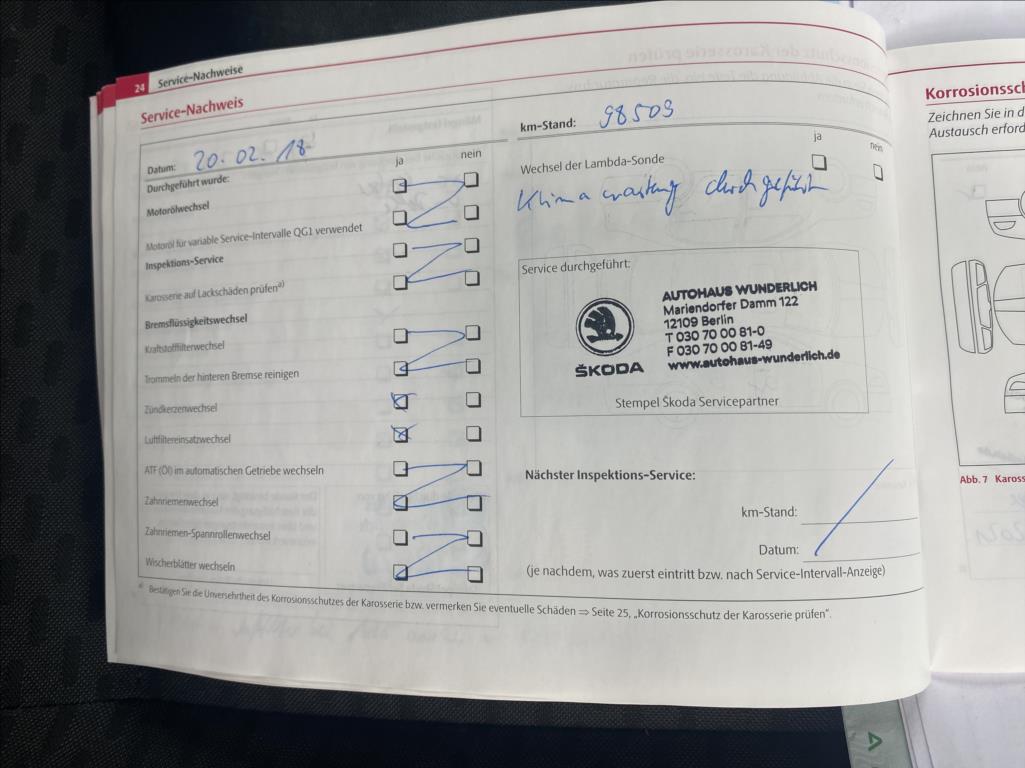 24 Service-Nachweise
Service-Nachweis
Datum: 20.02.18
Durchgeführt wurde:
ja nein
Motorölwechsel
Motoröl für variable Service-Intervalle QG1 verwendet
Inspektions-Service
Karosserie auf Lackschäden prüfen a)
Bremsflüssigkeitswechsel
Kraftstofffilterwechsel
Trommeln der hinteren Bremse reinigen
Zündkerzenwechsel
Luftfiltereinsatzwechsel
ATF (Öl) im automatischen Getriebe wechseln
Zahnriemenwechsel
Zahnriemen-Spannrollenwechsel
Wischerblätter wechseln
km-Stand: 98509
ja nein
Wechsel der Lambda-Sonde
Klimawartung durchgeführt
Service durchgeführt:
ŠKODA
AUTOHAUS WUNDERLICH
Mariendorfer Damm 122
12109 Berlin
T 030 70 00 81-0
F 030 70 00 81-49
www.autohaus-wunderlich.de
Stempel Škoda Servicepartner
Nächster Inspektions-Service:
km-Stand:
Datum:
(je nachdem, was zuerst eintritt bzw. nach Service-Intervall-Anzeige)
a) Bestätigen Sie die Unversehrtheit des Korrosionsschutzes der Karosserie bzw. vermerken Sie eventuelle Schäden ⇒ Seite 25, „Korrosionsschutz der Karosserie prüfen“.
Korrosionssch
Zeichnen Sie in d
Austausch erford
nein
Abb. 7 Kaross